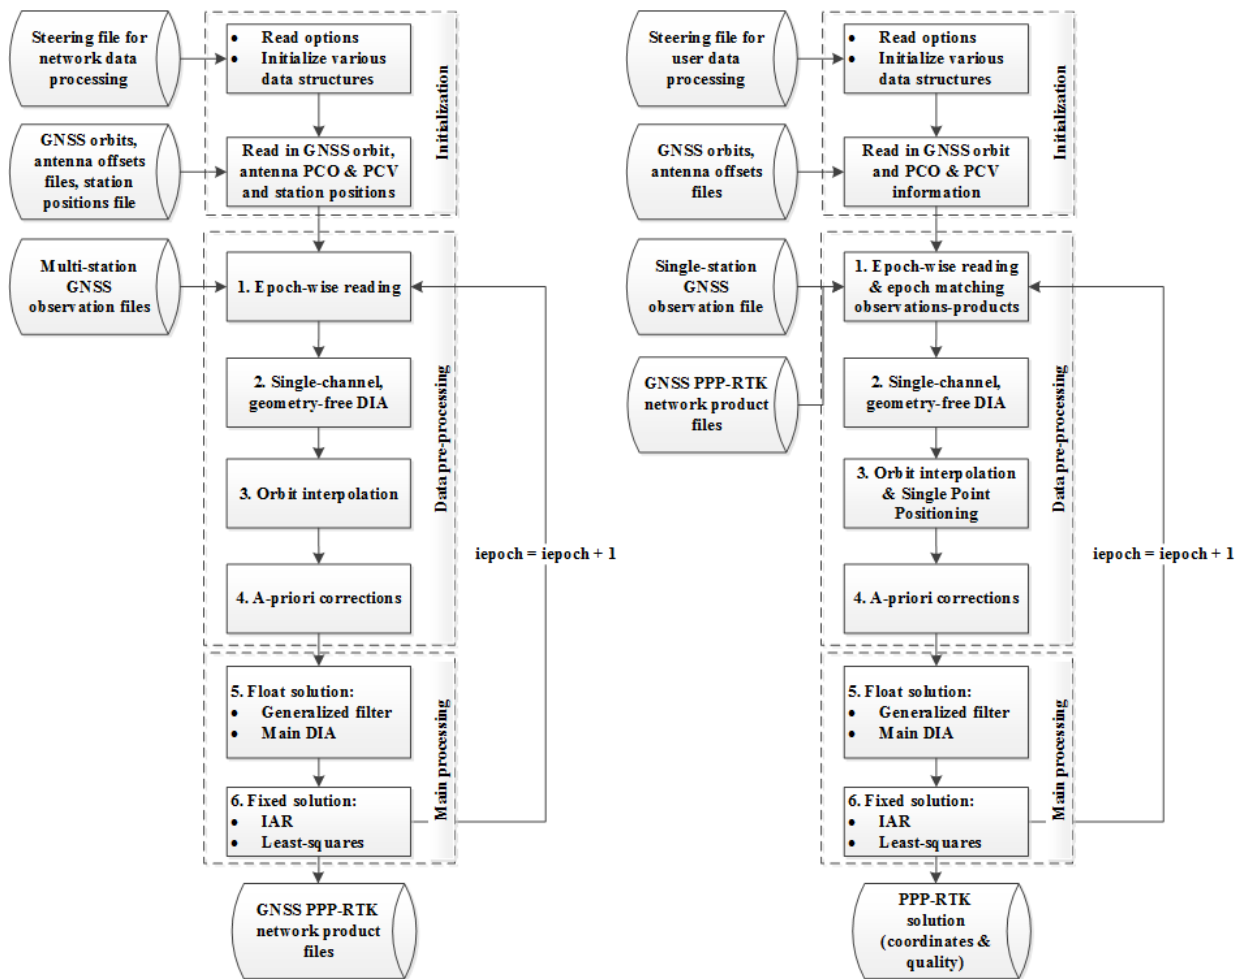 Steering file for
network data
processing
• Read options
• Initialize various
data structures
Initialization
GNSS orbits,
antenna offsets
files, station
positions file
Read in GNSS orbit,
antenna PCO & PCV
and station positions
Multi-station
GNSS
observation files
1. Epoch-wise reading
2. Single-channel,
geometry-free DIA
3. Orbit interpolation
4. A-priori corrections
Data pre-processing
iepoch = iepoch + 1
5. Float solution:
• Generalized filter
• Main DIA
6. Fixed solution:
• IAR
• Least-squares
Main processing
GNSS PPP-RTK
network product
files
Steering file for
user data
processing
• Read options
• Initialize various
data structures
Initialization
GNSS orbits,
antenna offsets
files
Read in GNSS orbit
and PCO & PCV
information
Single-station
GNSS
observation file
GNSS PPP-RTK
network product
files
1. Epoch-wise reading
& epoch matching
observations-products
2. Single-channel,
geometry-free DIA
3. Orbit interpolation
& Single Point
Positioning
4. A-priori corrections
Data pre-processing
iepoch = iepoch + 1
5. Float solution:
• Generalized filter
• Main DIA
6. Fixed solution:
• IAR
• Least-squares
Main processing
PPP-RTK
solution
(coordinates &
quality)